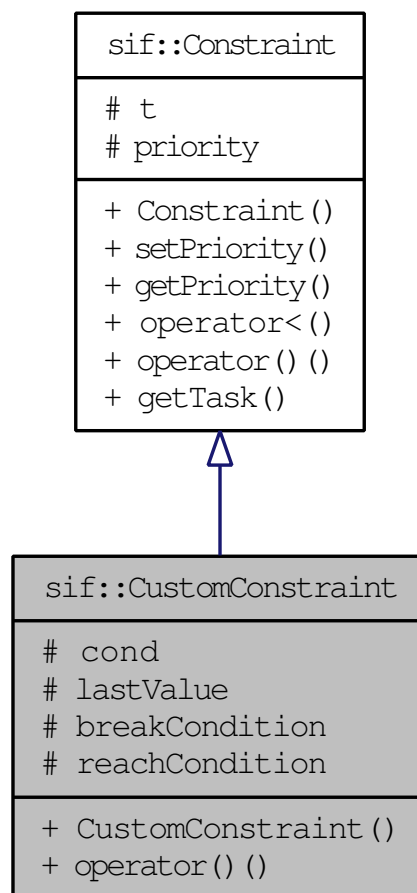 sif::Constraint
# t
# priority
+ Constraint()
+ setPriority()
+ getPriority()
+ operator<()
+ operator()()
+ getTask()
sif::CustomConstraint
# cond
# lastValue
# breakCondition
# reachCondition
+ CustomConstraint()
+ operator()()